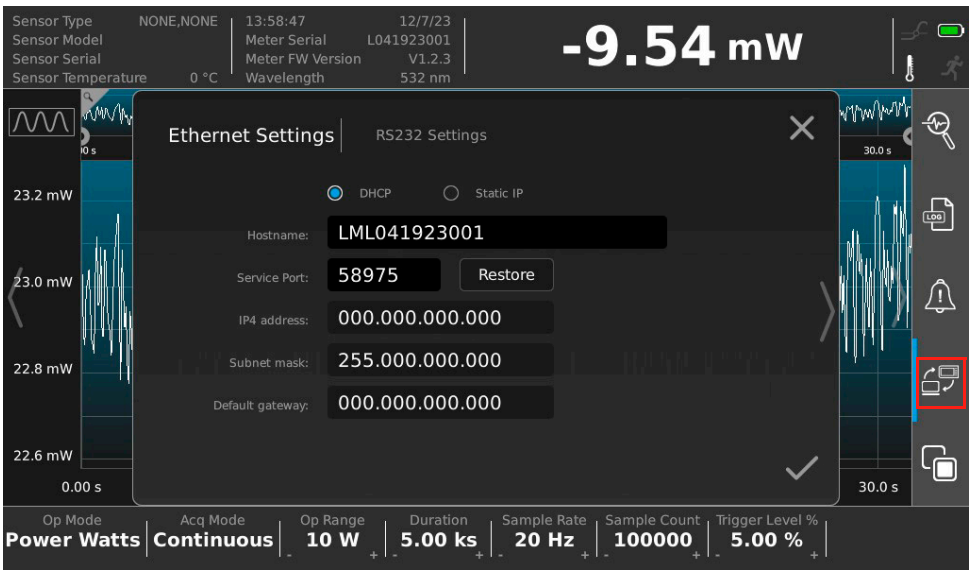 Sensor Type NONE,NONE
Sensor Model
Sensor Serial
Sensor Temperature 0 °C
13:58:47 12/7/23
Meter Serial L041923001
Meter FW Version V1.2.3
Wavelength 532 nm
-9.54 mW
30.0 s
23.2 mW
23.0 mW
22.8 mW
22.6 mW
0.00 s
30.0 s
Ethernet Settings
RS232 Settings
DHCP
Static IP
Hostname: LML041923001
Service Port: 58975 Restore
IP4 address: 000.000.000.000
Subnet mask: 255.000.000.000
Default gateway: 000.000.000.000
LOG
Op Mode
Power Watts
Acq Mode
Continuous
Op Range
- 10 W +
Duration
- 5.00 ks +
Sample Rate
- 20 Hz +
Sample Count
- 100000 +
Trigger Level %
- 5.00 % +